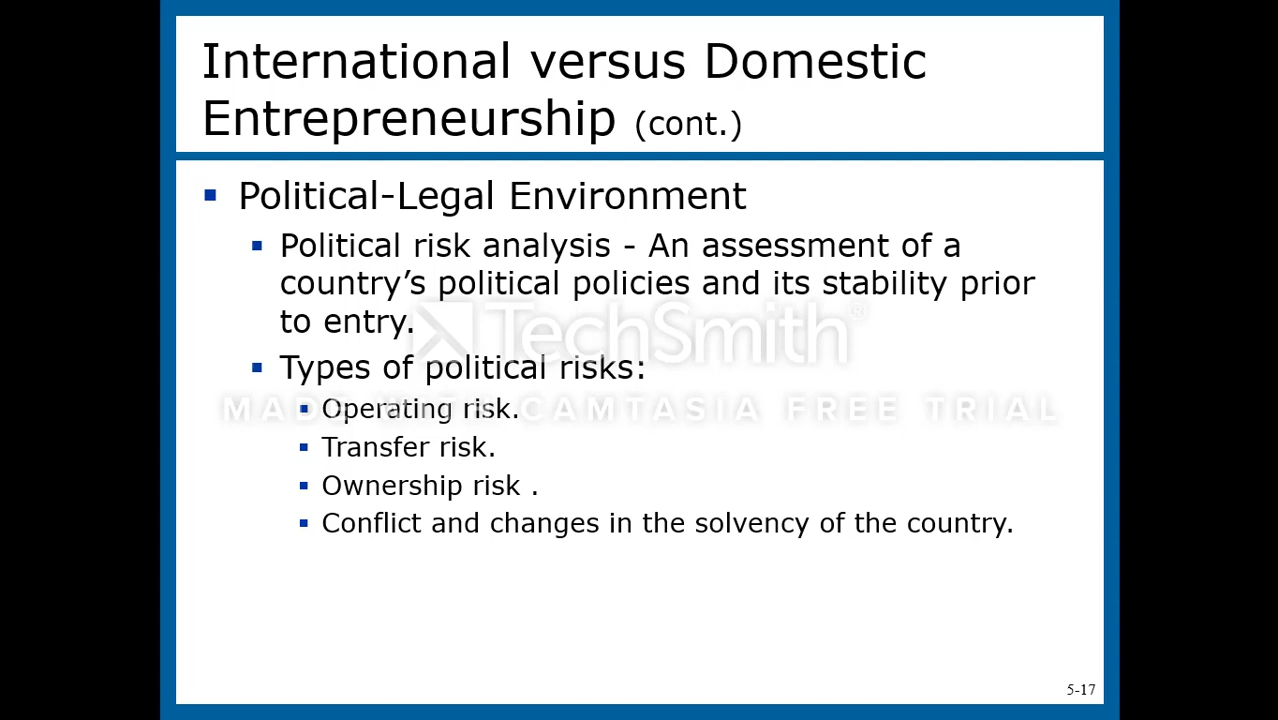 International versus Domestic
Entrepreneurship (cont.)
Political-Legal Environment
Political risk analysis - An assessment of a
country’s political policies and its stability prior
to entry.
TechSmith®
Types of political risks:
MADE WITH CAMTASIA FREE TRIAL
Operating risk.
Transfer risk.
Ownership risk .
Conflict and changes in the solvency of the country.
5-17